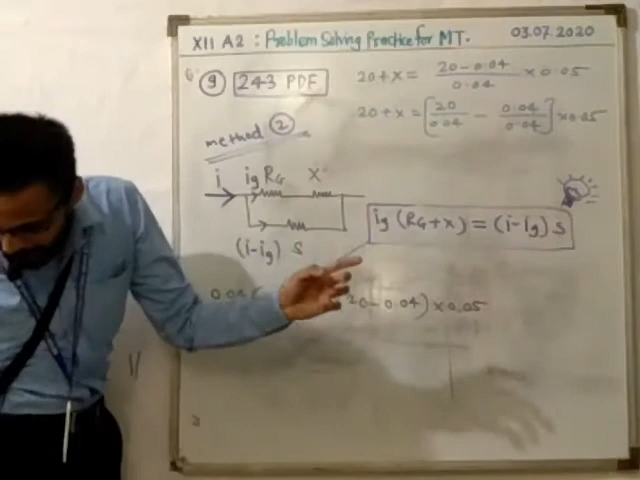 XII A2 : Problem Solving Practice for MT. 03.07.2020
9 243 PDF
method 2
i ig RG X
(i-ig) S
20+x = 20-0.04 / 0.04 × 0.05
20+x = [20/0.04 - 0.04/0.04] × 0.05
ig (RG+x) = (i-ig) S
20-0.04) × 0.05